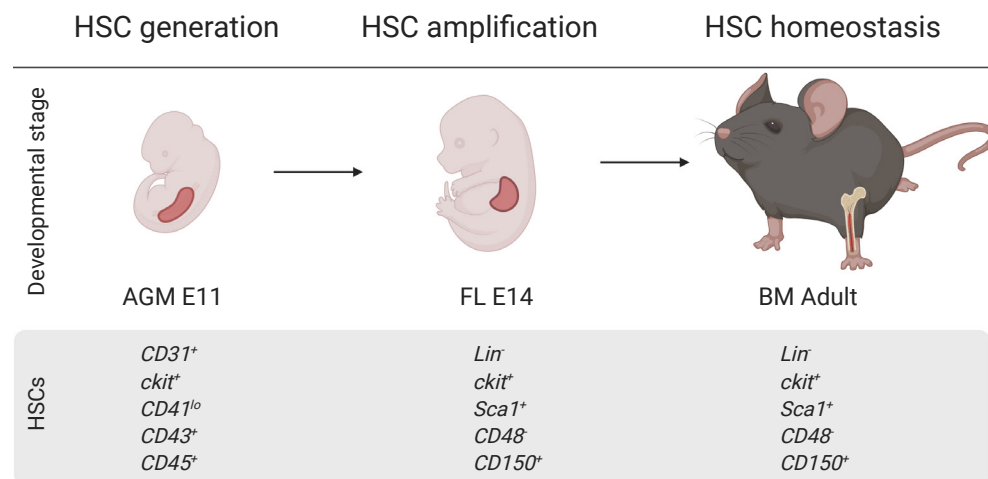 HSC generation HSC amplification HSC homeostasis
Developmental stage
AGM E11 FL E14 BM Adult
HSCs
CD31⁺ Lin⁻ Lin⁻
ckit⁺ ckit⁺ ckit⁺
CD41ˡᵒ Sca1⁺ Sca1⁺
CD43⁺ CD48⁻ CD48⁻
CD45⁺ CD150⁺ CD150⁺